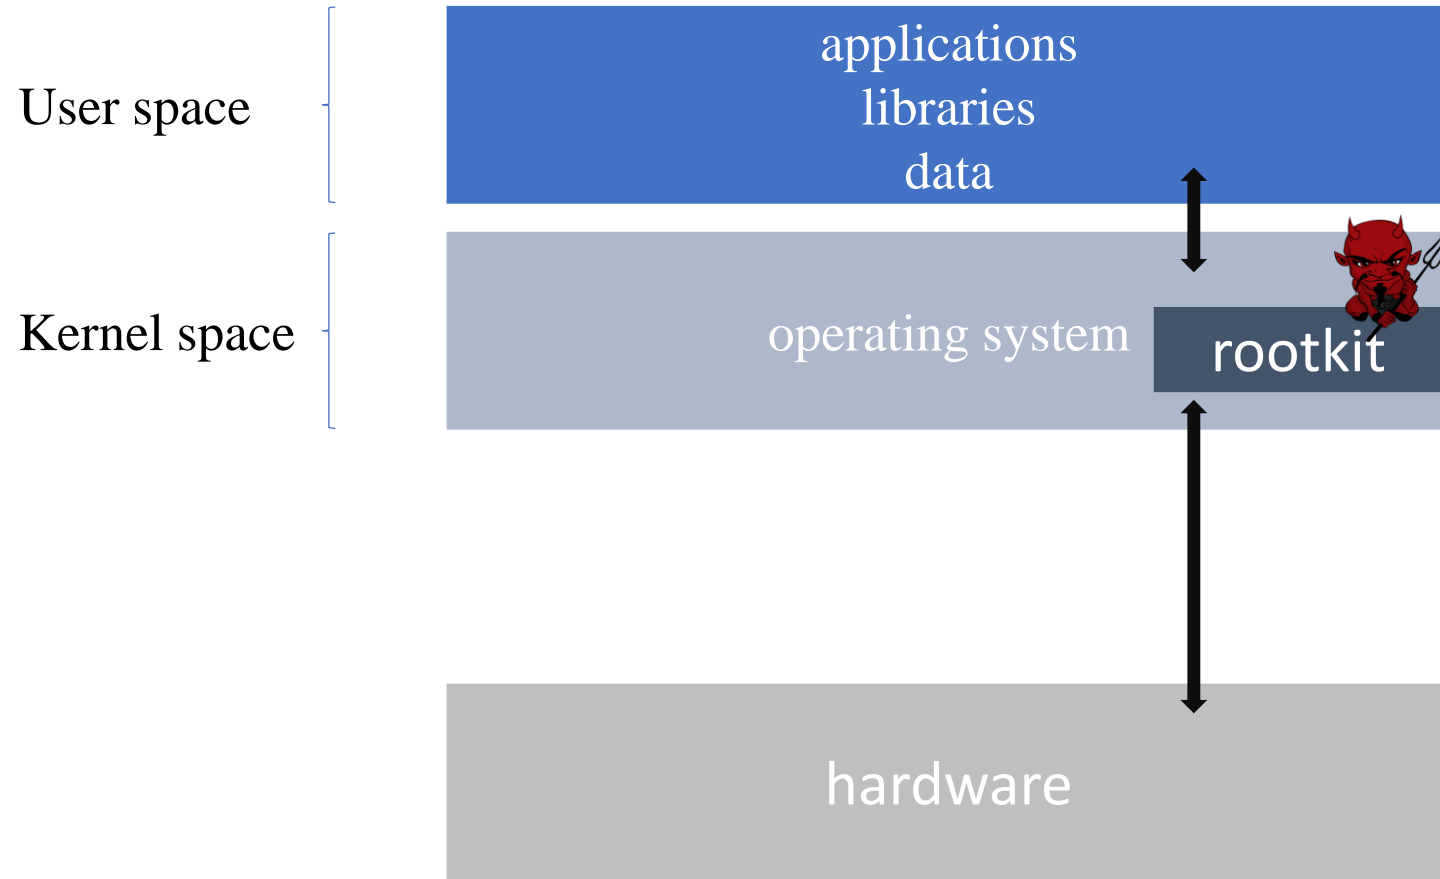 applications
User space
libraries
data
Kernel space
operating system
rootkit
hardware